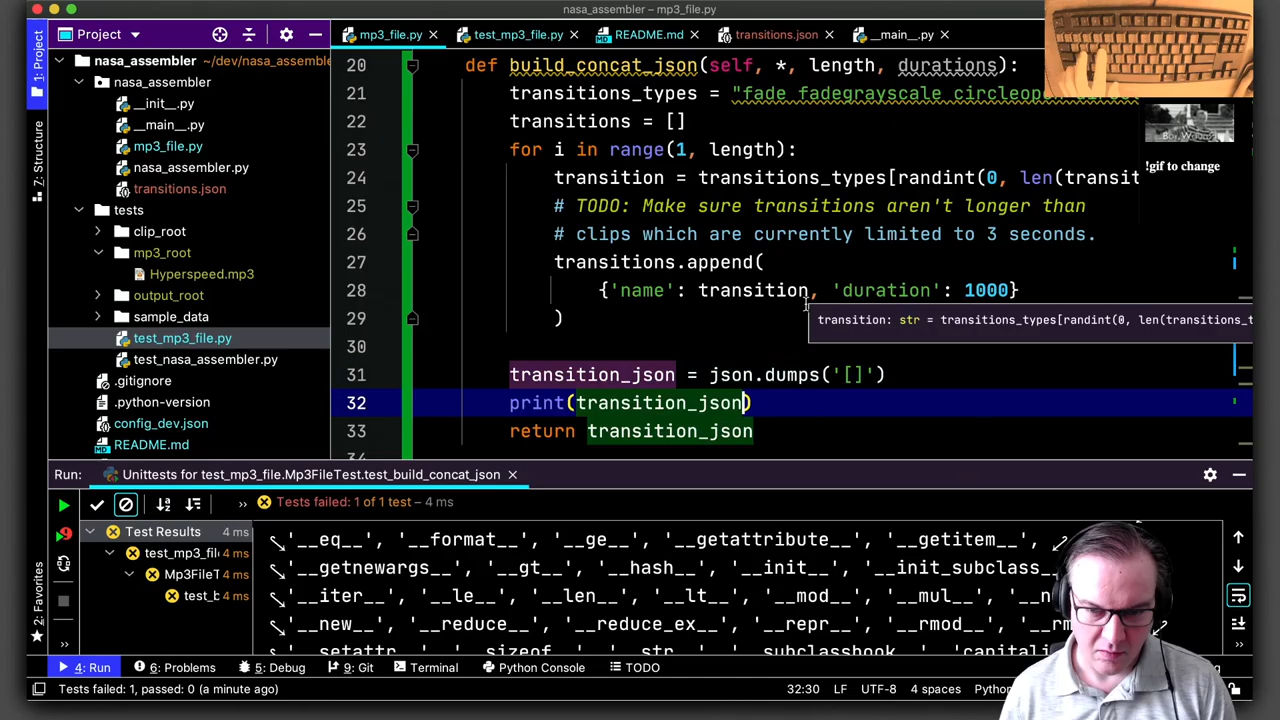 nasa_assembler – mp3_file.py
1: Project
7: Structure
2: Favorites
Project
nasa_assembler ~/dev/nasa_assemble
nasa_assembler
__init__.py
__main__.py
mp3_file.py
nasa_assembler.py
transitions.json
tests
clip_root
mp3_root
Hyperspeed.mp3
output_root
sample_data
test_mp3_file.py
test_nasa_assembler.py
.gitignore
.python-version
config_dev.json
README.md
mp3_file.py test_mp3_file.py README.md transitions.json __main__.py
20 def build_concat_json(self, *, length, durations):
21 transitions_types = "fade fadegrayscale circleopen
22 transitions = []
23 for i in range(1, length):
24 transition = transitions_types[randint(0, len(transit
25 # TODO: Make sure transitions aren't longer than
26 # clips which are currently limited to 3 seconds.
27 transitions.append(
28 {'name': transition, 'duration': 1000}
29 )
30
31 transition_json = json.dumps('[]')
32 print(transition_json)
33 return transition_json
34
transition: str = transitions_types[randint(0, len(transitions_t
!gif to change
Run: Unittests for test_mp3_file.Mp3FileTest.test_build_concat_json
Tests failed: 1 of 1 test – 4 ms
Test Results 4 ms
test_mp3_fil 4 ms
Mp3FileT 4 ms
test_b 4 ms
'__eq__', '__format__', '__ge__', '__getattribute__', '__getitem__',
'__getnewargs__', '__gt__', '__hash__', '__init__', '__init_subclass__
'__iter__', '__le__', '__len__', '__lt__', '__mod__', '__mul__', '__n
'__new__', '__reduce__', '__reduce_ex__', '__repr__', '__rmod__', '__rm
'__setattr__', '__sizeof__', '__str__', '__subclasshook__', 'capitali
4: Run 6: Problems 5: Debug 9: Git Terminal Python Console TODO
Tests failed: 1, passed: 0 (a minute ago) 32:30 LF UTF-8 4 spaces Python